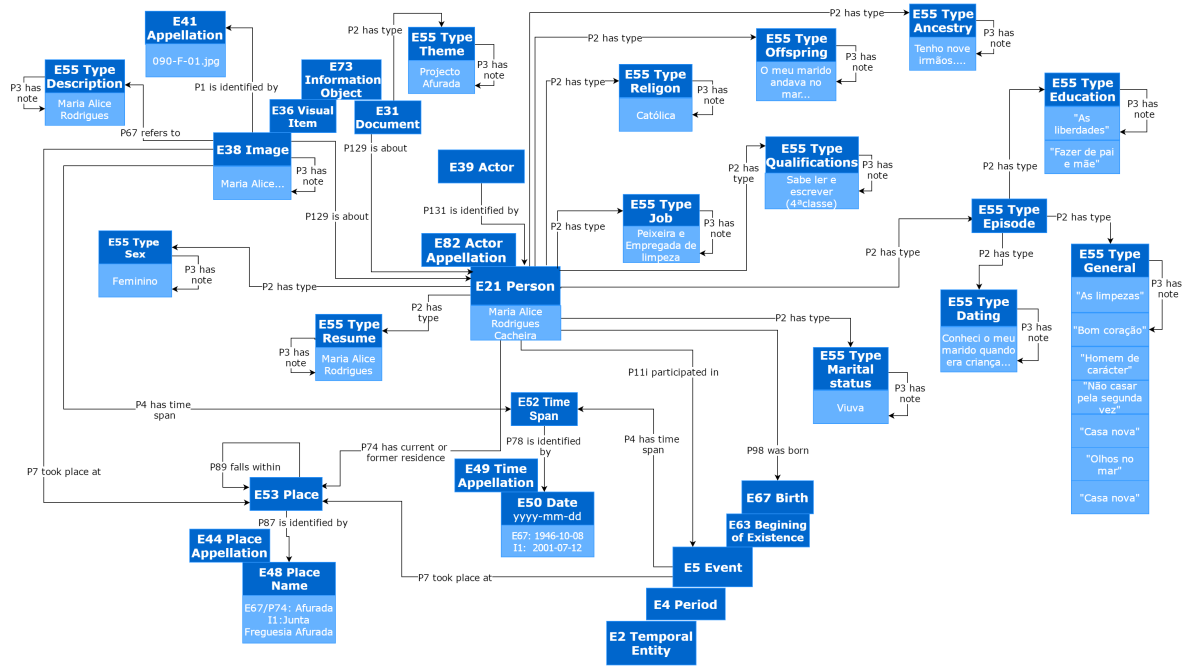 E41
Appellation
090-F-01.jpg
E55 Type
Description
Maria Alice
Rodrigues
P3 has
note
P1 is identified by
P67 refers to
E73
Information
Object
E36 Visual
Item
E31
Document
E38 Image
Maria Alice...
P3 has
note
P2 has type
E55 Type
Theme
Projecto
Afurada
P3 has
note
P129 is about
P129 is about
E39 Actor
P131 is identified by
E82 Actor
Appellation
E21 Person
Maria Alice
Rodrigues
Cacheira
P2 has type
E55 Type
Ancestry
Tenho nove
irmãos....
P3 has
note
P2 has type
E55 Type
Offspring
O meu marido
andava no
mar...
P3 has
note
P2 has type
E55 Type
Religon
Católica
P3 has
note
P2 has
type
E55 Type
Qualifications
Sabe ler e
escrever
(4ªclasse)
P3 has
note
P2 has type
E55 Type
Job
Peixeira e
Empregada de
limpeza
P3 has
note
E55 Type
Education
"As
liberdades"
"Fazer de pai
e mãe"
P3 has
note
P2 has type
P2 has type
E55 Type
Episode
P2 has type
P2 has
type
E55 Type
Dating
Conheci o meu
marido quando
era criança...
P3 has
note
E55 Type
General
"As limpezas"
"Bom coração"
"Homem de
carácter"
"Não casar
pela segunda
vez"
"Casa nova"
"Olhos no
mar"
"Casa nova"
P3 has
note
E55 Type
Sex
Feminino
P3 has
note
P2 has type
P2 has
type
E55 Type
Resume
Maria Alice
Rodrigues
P3 has
note
P2 has type
E55 Type
Marital
status
Viuva
P3 has
note
P11i participated in
P4 has time
span
E52 Time
Span
P4 has time
span
P78 is identified
by
E49 Time
Appellation
E50 Date
yyyy-mm-dd
E67: 1946-10-08
I1: 2001-07-12
P74 has current or
former residence
P98 was born
P7 took place at
P89 falls within
E53 Place
P87 is identified by
E44 Place
Appellation
E48 Place
Name
E67/P74: Afurada
I1:Junta
Freguesia Afurada
P7 took place at
E67 Birth
E63 Begining
of Existence
E5 Event
E4 Period
E2 Temporal
Entity